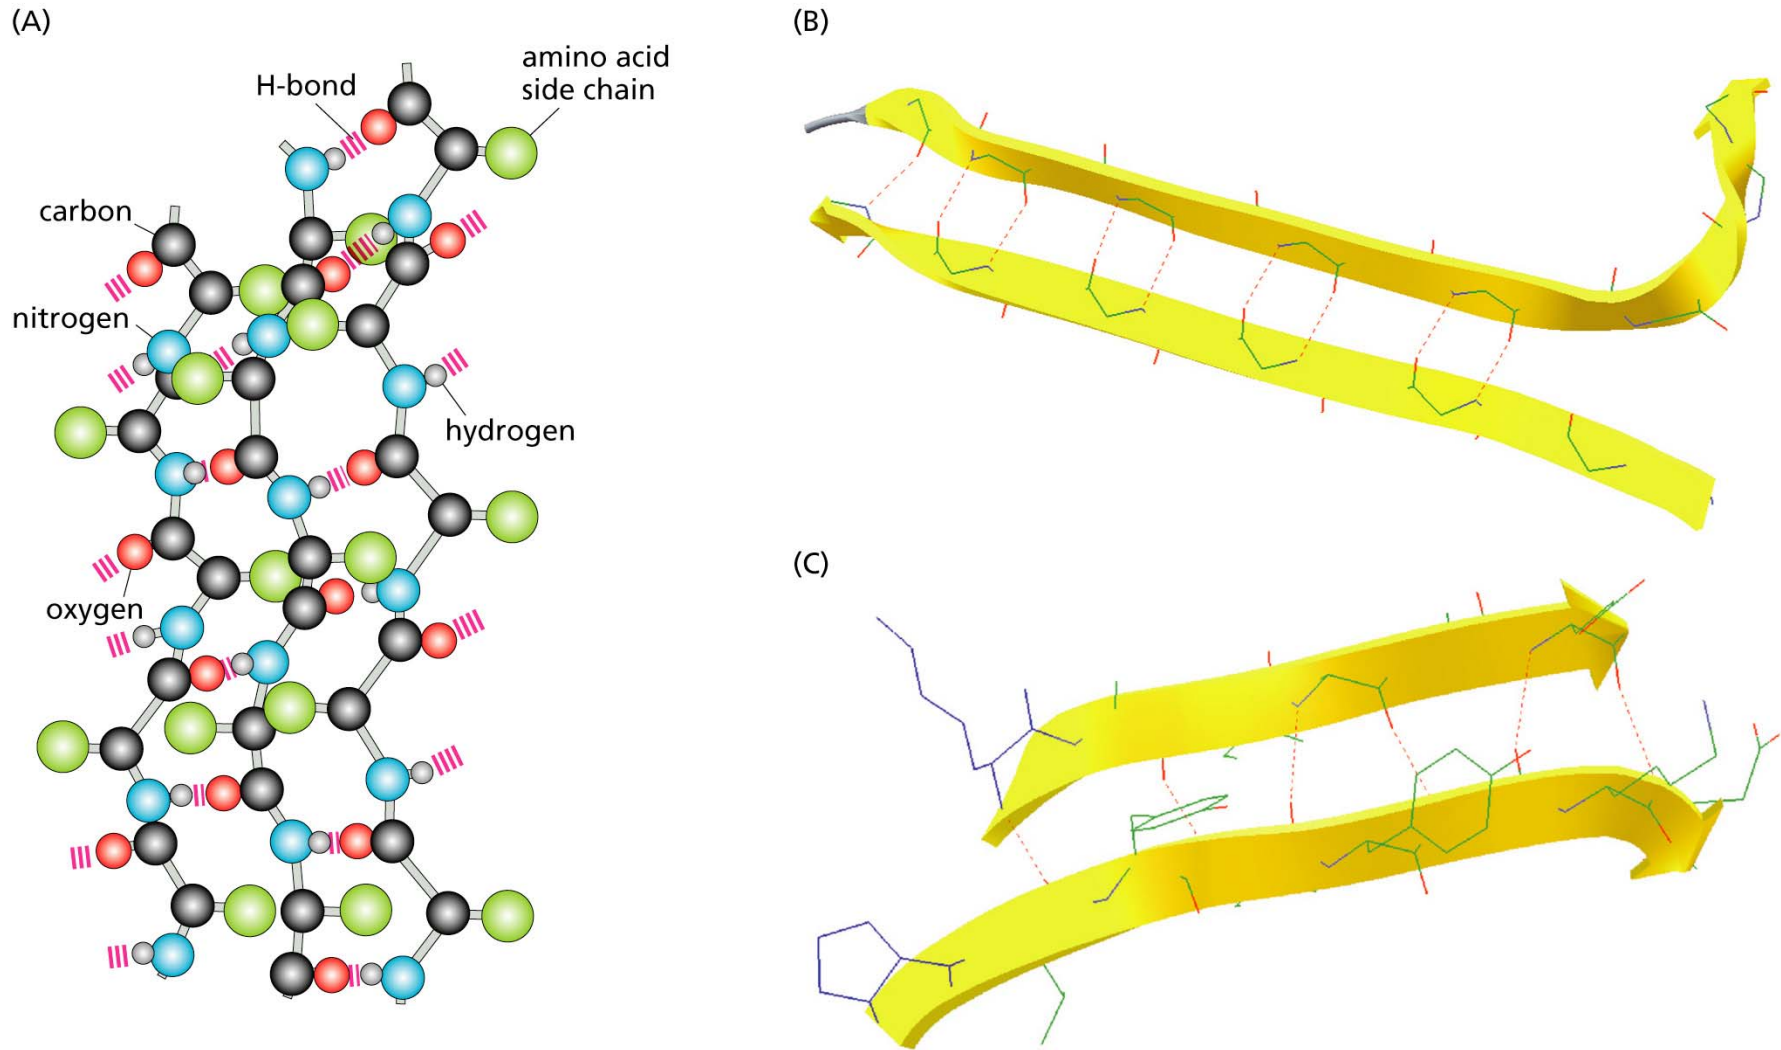 (A)
H-bond
amino acid
side chain
carbon
nitrogen
hydrogen
oxygen
(B)
(C)